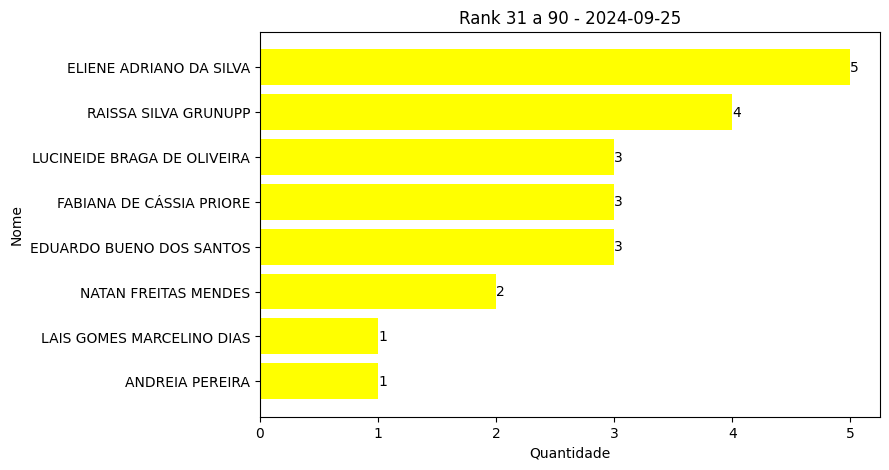 Rank 31 a 90 - 2024-09-25
ELIENE ADRIANO DA SILVA 5
RAISSA SILVA GRUNUPP 4
LUCINEIDE BRAGA DE OLIVEIRA 3
FABIANA DE CÁSSIA PRIORE 3
EDUARDO BUENO DOS SANTOS 3
NATAN FREITAS MENDES 2
LAIS GOMES MARCELINO DIAS 1
ANDREIA PEREIRA 1
Nome
0 1 2 3 4 5
Quantidade